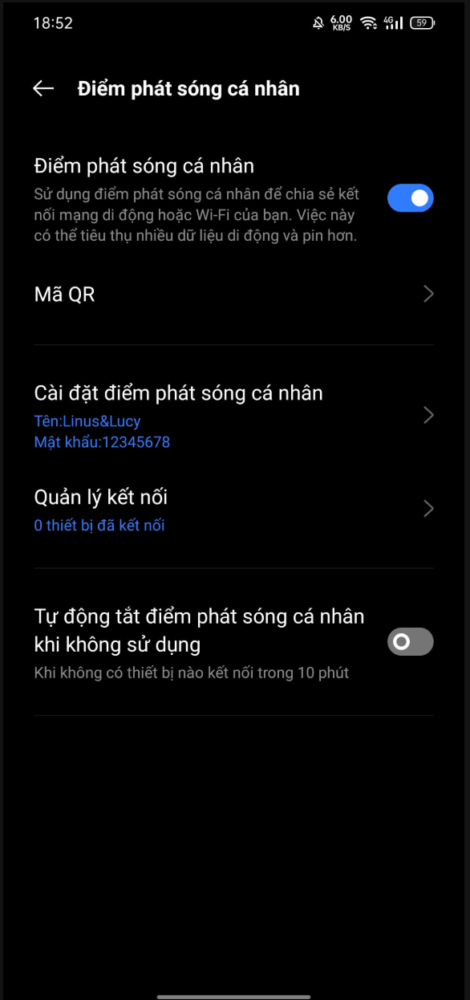 18:52
6.00 KB/S 4G 59
Điểm phát sóng cá nhân
Điểm phát sóng cá nhân
Sử dụng điểm phát sóng cá nhân để chia sẻ kết
nối mạng di động hoặc Wi-Fi của bạn. Việc này
có thể tiêu thụ nhiều dữ liệu di động và pin hơn.
Mã QR
Cài đặt điểm phát sóng cá nhân
Tên:Linus&Lucy
Mật khẩu:12345678
Quản lý kết nối
0 thiết bị đã kết nối
Tự động tắt điểm phát sóng cá nhân
khi không sử dụng
Khi không có thiết bị nào kết nối trong 10 phút